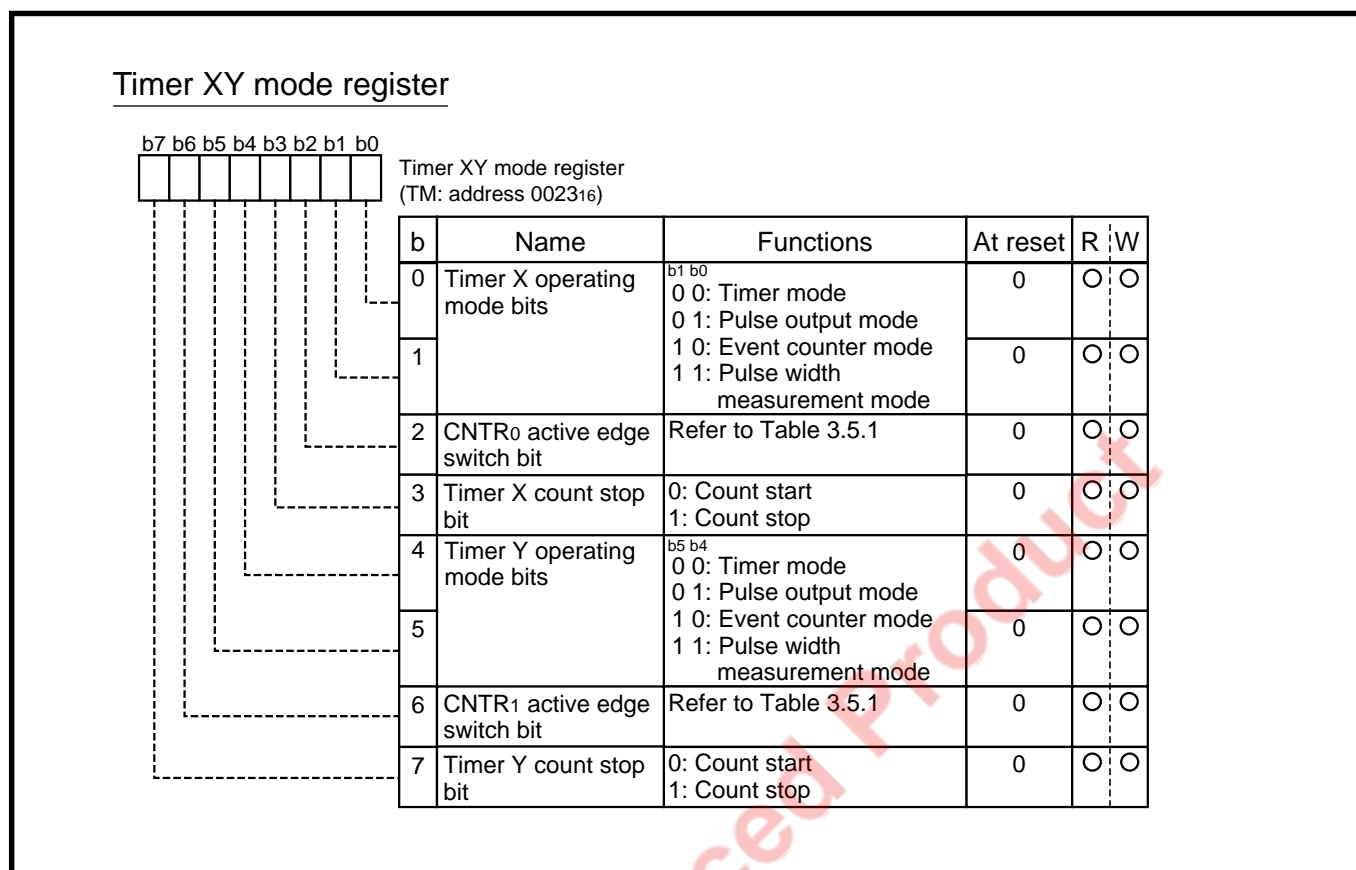 Timer XY mode register
b7 b6 b5 b4 b3 b2 b1 b0
Timer XY mode register
(TM: address 002316)
b Name Functions At reset R W
0 Timer X operating mode bits b1 b0 0
0 0: Timer mode
0 1: Pulse output mode
1 1 0: Event counter mode 0
1 1: Pulse width
measurement mode
2 CNTR0 active edge switch bit Refer to Table 3.5.1 0
3 Timer X count stop bit 0: Count start 0
1: Count stop
4 Timer Y operating mode bits b5 b4 0
0 0: Timer mode
0 1: Pulse output mode
5 1 0: Event counter mode 0
1 1: Pulse width
measurement mode
6 CNTR1 active edge switch bit Refer to Table 3.5.1 0
7 Timer Y count stop bit 0: Count start 0
1: Count stop
Product